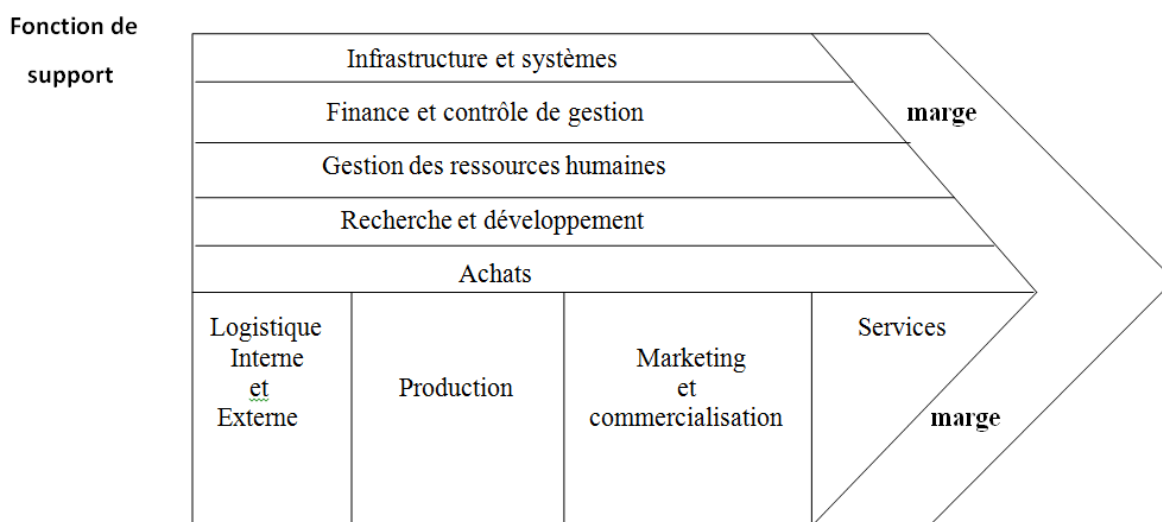 Fonction de
support
Infrastructure et systèmes
Finance et contrôle de gestion
marge
Gestion des ressources humaines
Recherche et développement
Achats
Logistique
Interne
et
Externe
Production
Marketing
et
commercialisation
Services
marge